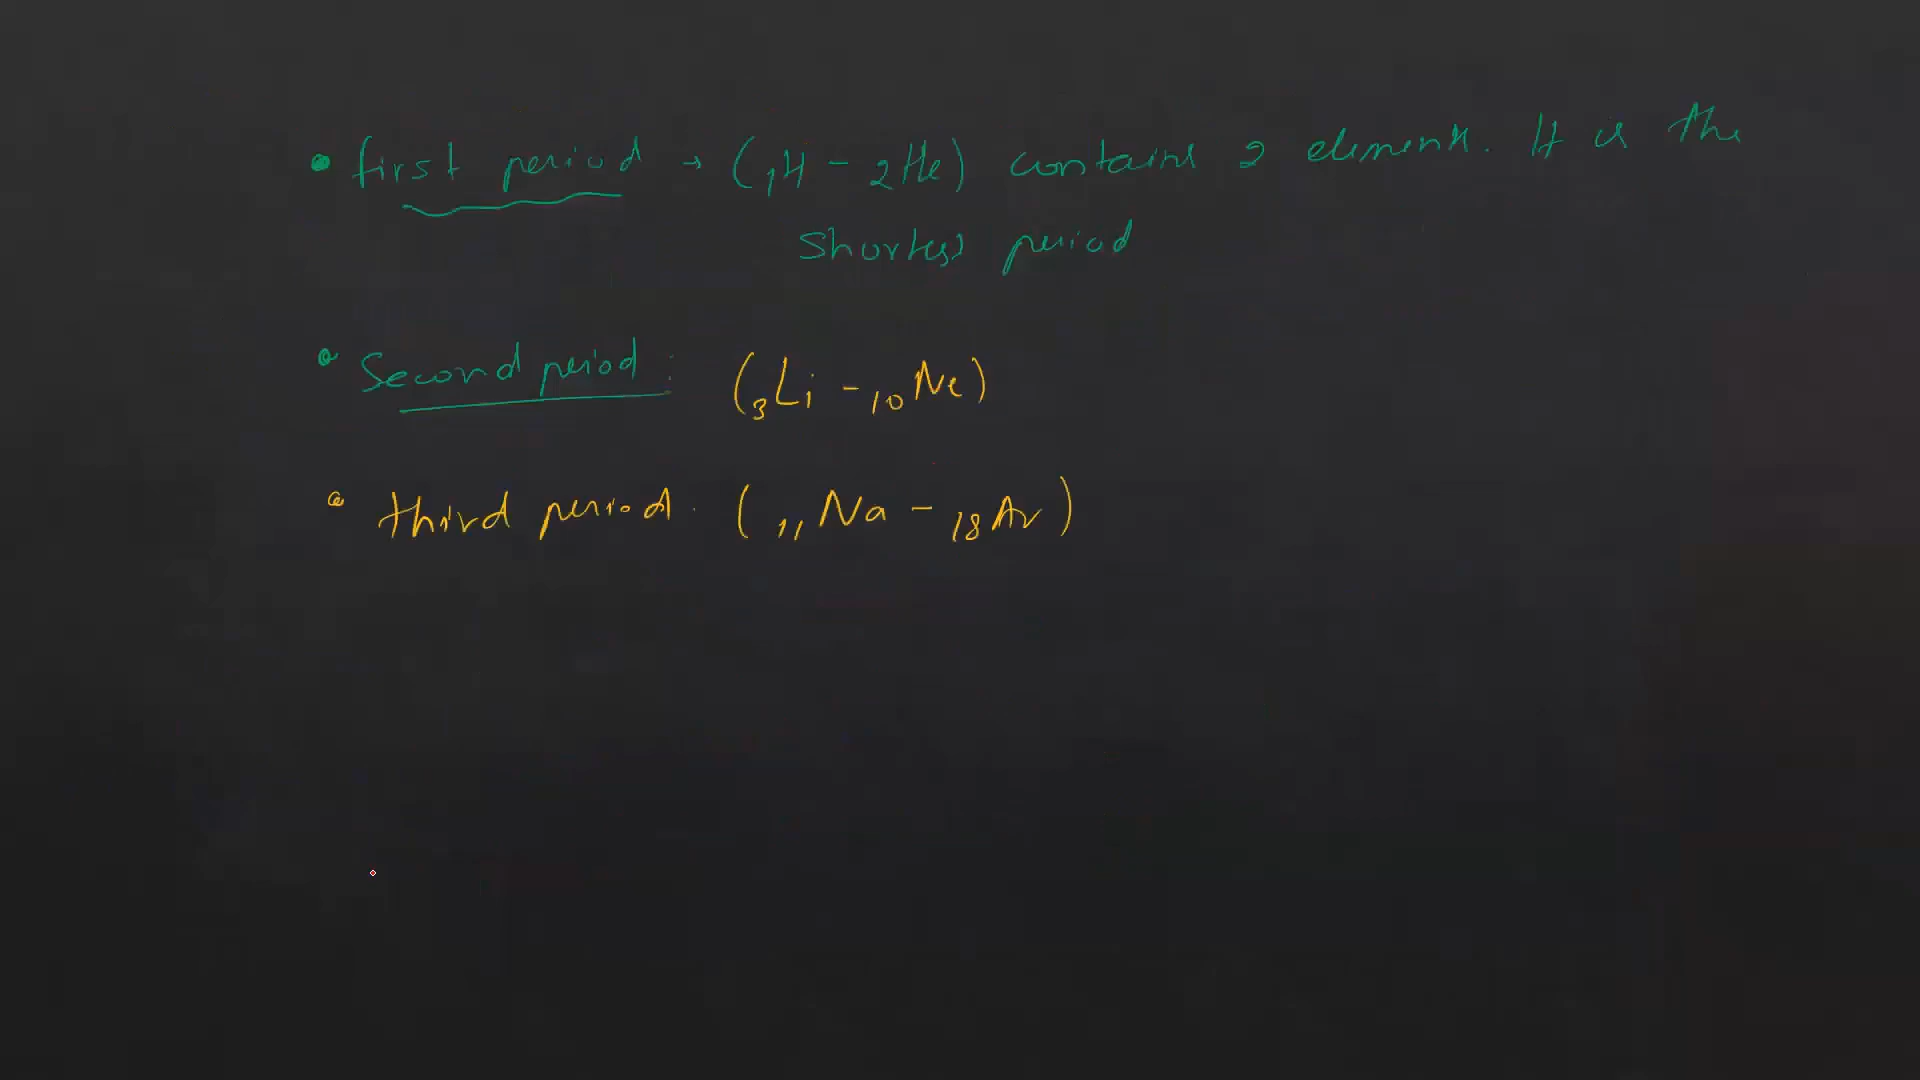 • first period → (₁H - ₂He) contains 2 elements. It is the
shortest period
• Second period : (₃Li - ₁₀Ne)
• third period. (₁₁Na - ₁₈Ar)